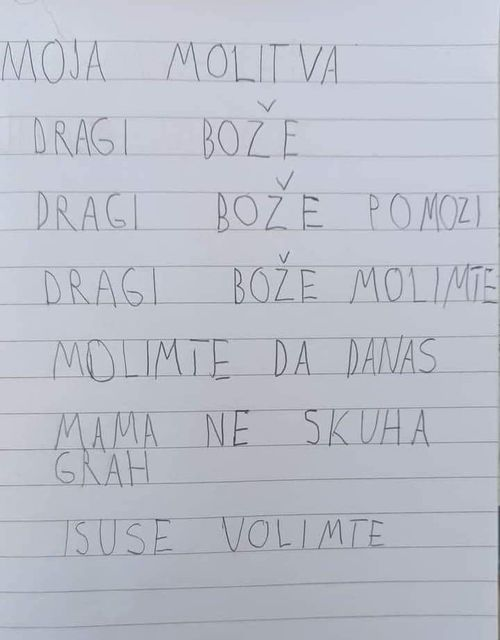 MOJA MOLITVA
DRAGI BOŽE
DRAGI BOŽE POMOZI
DRAGI BOŽE MOLIMTE
MOLIMTE DA DANAS
MAMA NE SKUHA
GRAH
ISUSE VOLIMTE